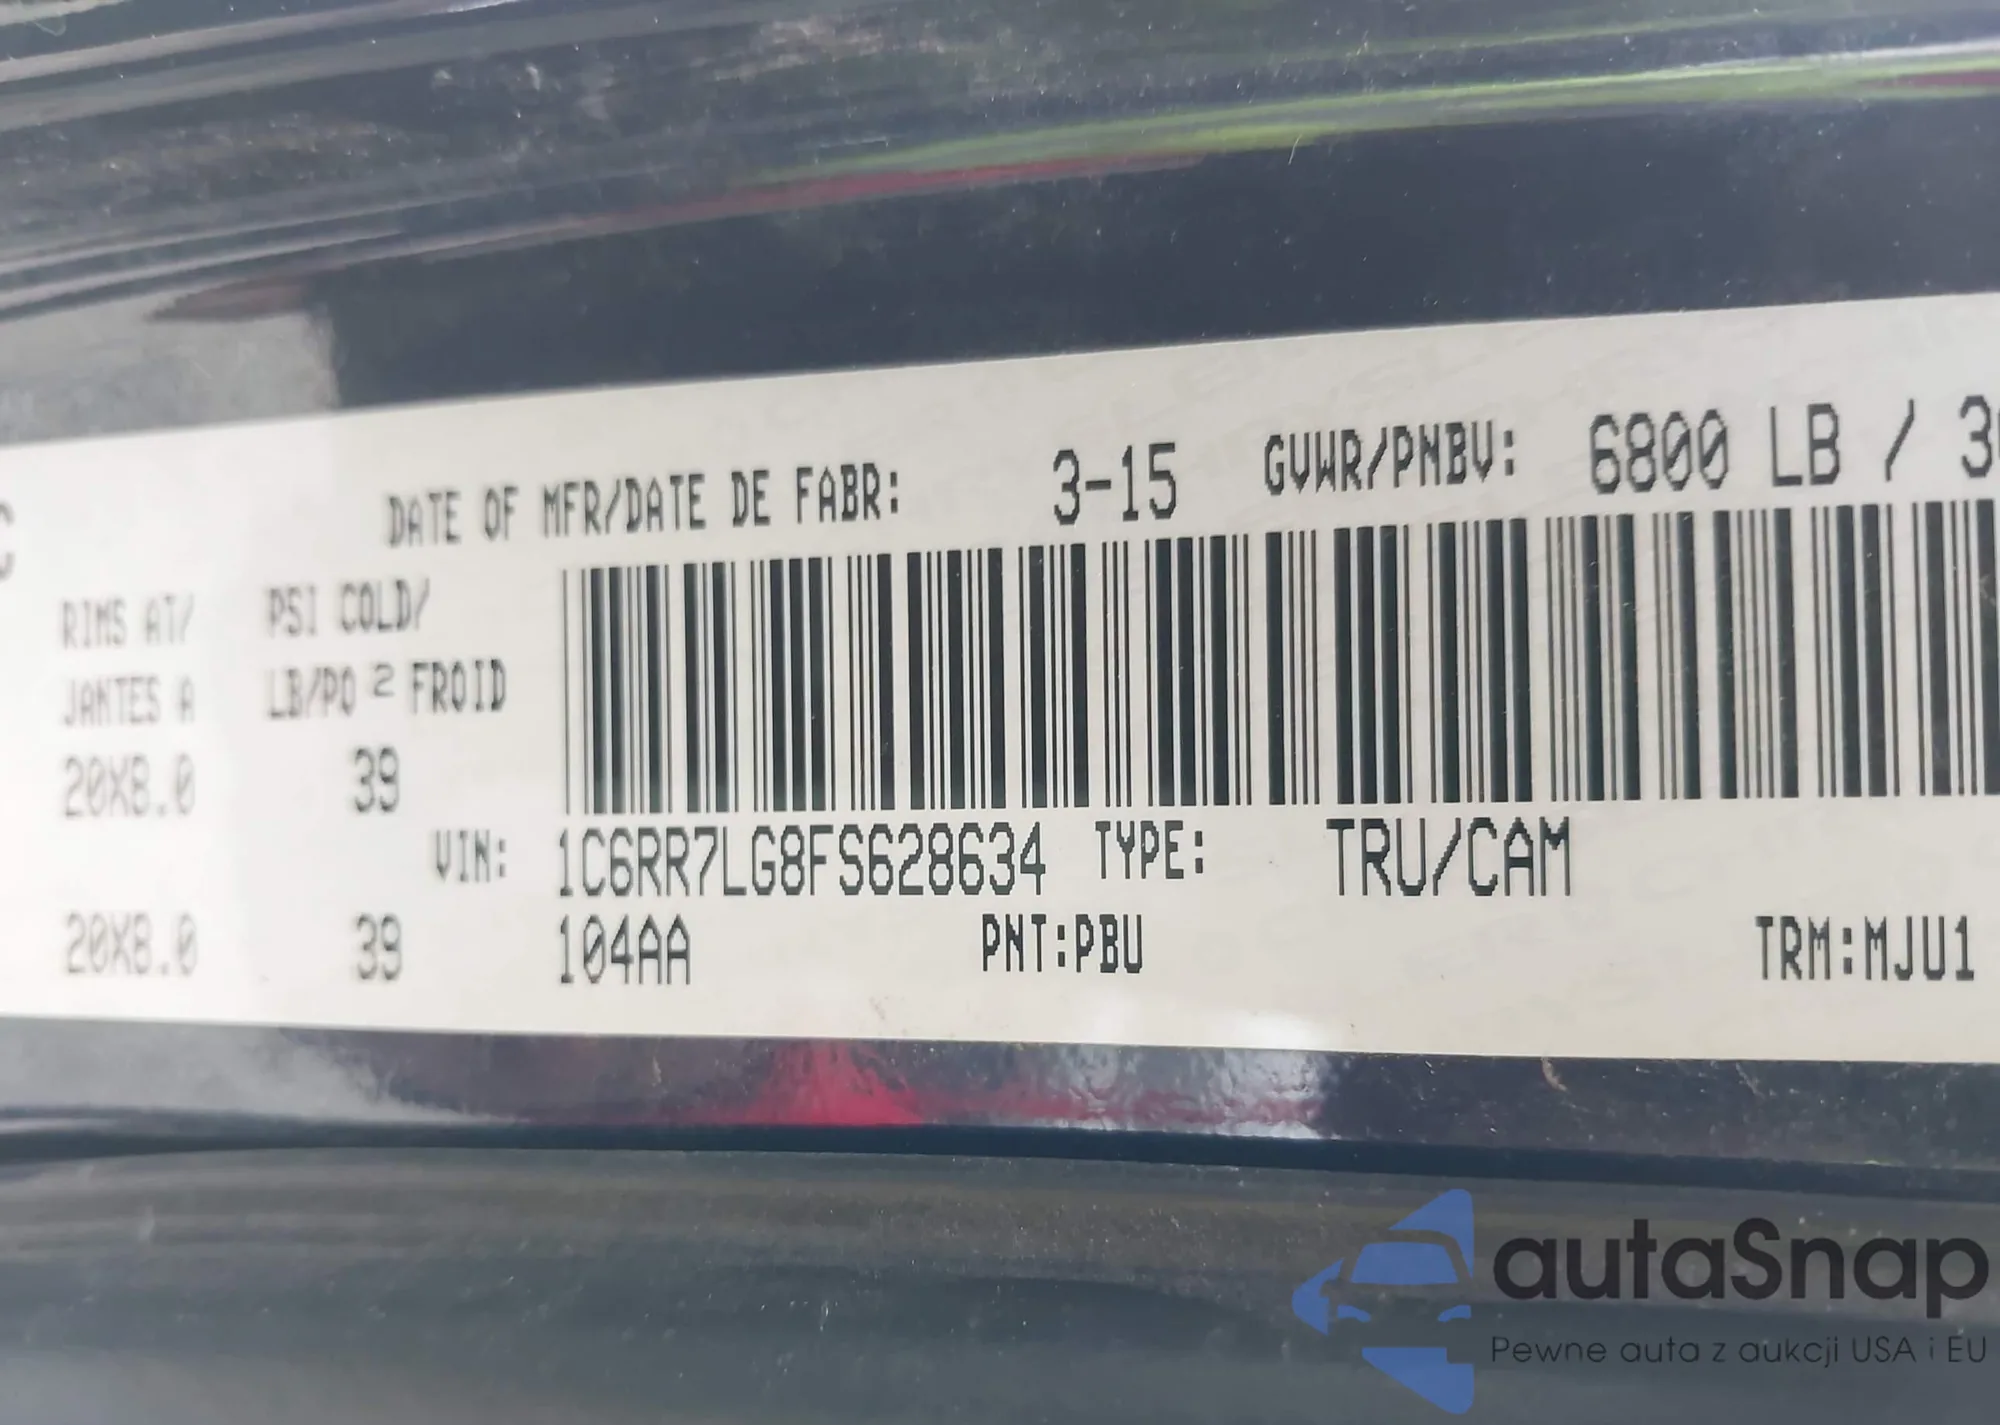 DATE OF MFR/DATE DE FABR: 3-15 GVWR/PNBV: 6800 LB / 3
C
RIMS AT/ PSI COLD/
JANTES A LB/PO 2 FROID
20X8.0 39
VIN: 1C6RR7LG8FS628634 TYPE: TRU/CAM
20X8.0 39 104AA PNT:PBU TRM:MJU1
autaSnap
Pewne auta z aukcji USA i EU